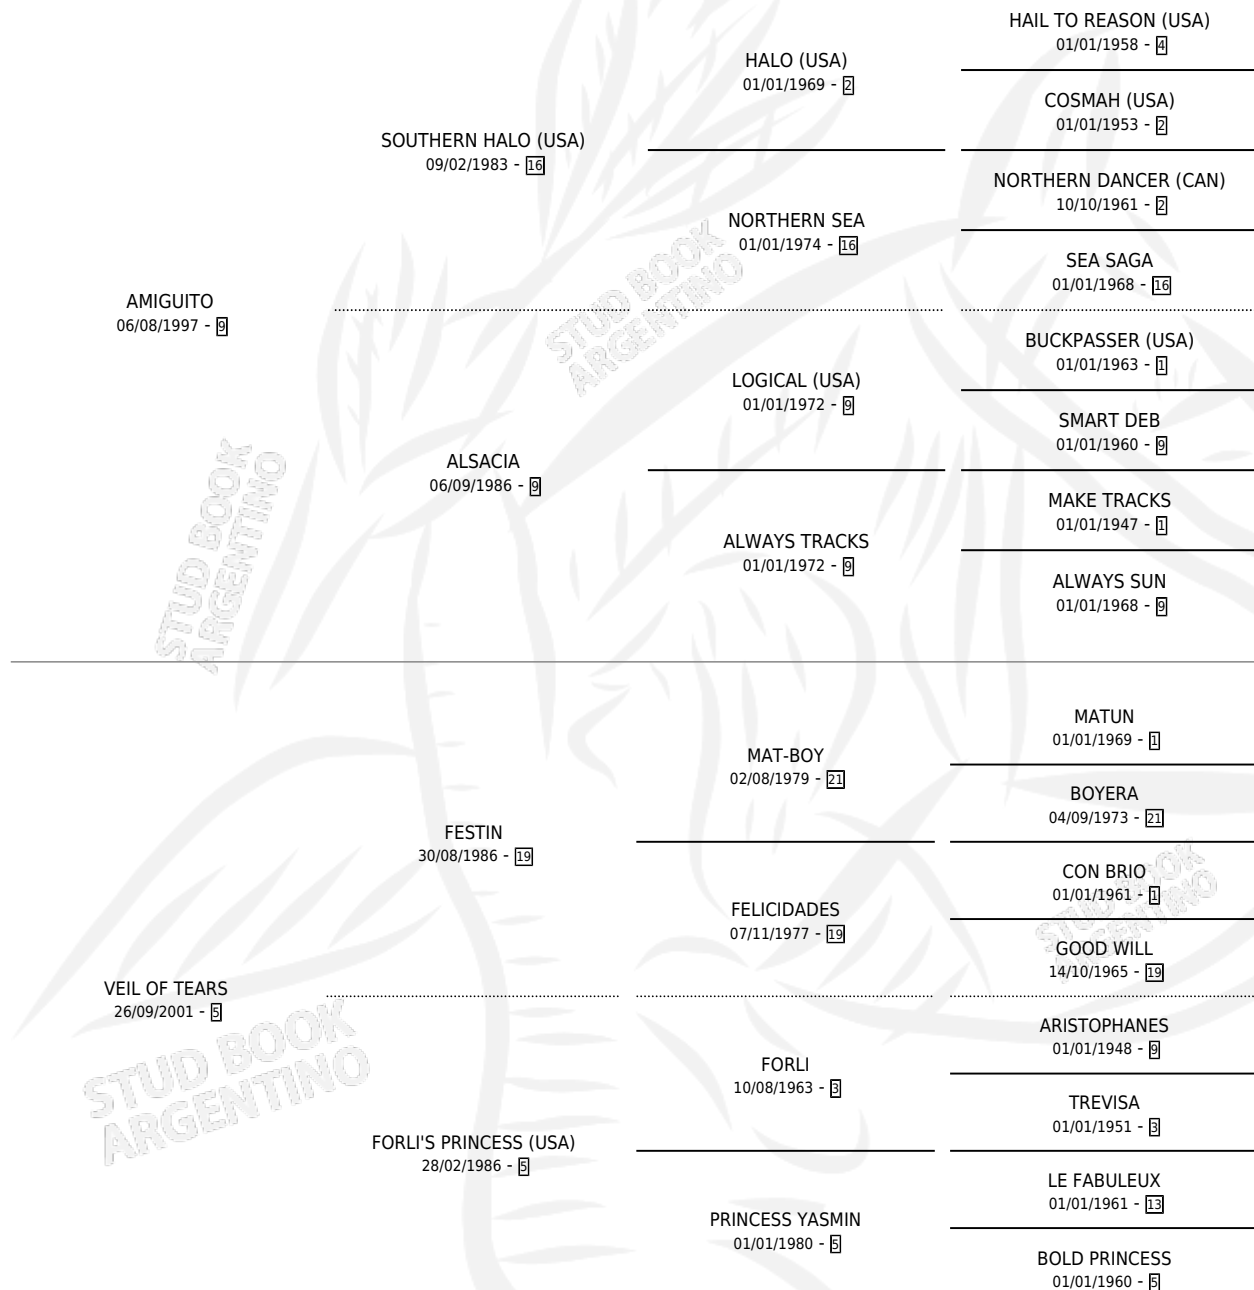 HAIL TO REASON (USA)
01/01/1958 - 4
HALO (USA)
01/01/1969 - 2
COSMAH (USA)
01/01/1953 - 2
SOUTHERN HALO (USA)
09/02/1983 - 16
NORTHERN DANCER (CAN)
10/10/1961 - 2
NORTHERN SEA
01/01/1974 - 16
SEA SAGA
01/01/1968 - 16
AMIGUITO
06/08/1997 - 9
STUD BOOK
ARGENTINO
BUCKPASSER (USA)
01/01/1963 - 1
LOGICAL (USA)
01/01/1972 - 9
SMART DEB
01/01/1960 - 9
ALSACIA
06/09/1986 - 9
MAKE TRACKS
01/01/1947 - 1
ALWAYS TRACKS
01/01/1972 - 9
ALWAYS SUN
01/01/1968 - 9
STUD BOOK
ARGENTINO
MATUN
01/01/1969 - 1
MAT-BOY
02/08/1979 - 21
BOYERA
04/09/1973 - 21
FESTIN
30/08/1986 - 19
CON BRIO
01/01/1961 - 1
FELICIDADES
07/11/1977 - 19
STUD BOOK
ARGENTINO
GOOD WILL
14/10/1965 - 19
VEIL OF TEARS
26/09/2001 - 5
STUD BOOK
ARGENTINO
ARISTOPHANES
01/01/1948 - 9
FORLI
10/08/1963 - 3
TREVISA
01/01/1951 - 3
FORLI'S PRINCESS (USA)
28/02/1986 - 5
LE FABULEUX
01/01/1961 - 13
PRINCESS YASMIN
01/01/1980 - 5
BOLD PRINCESS
01/01/1960 - 5